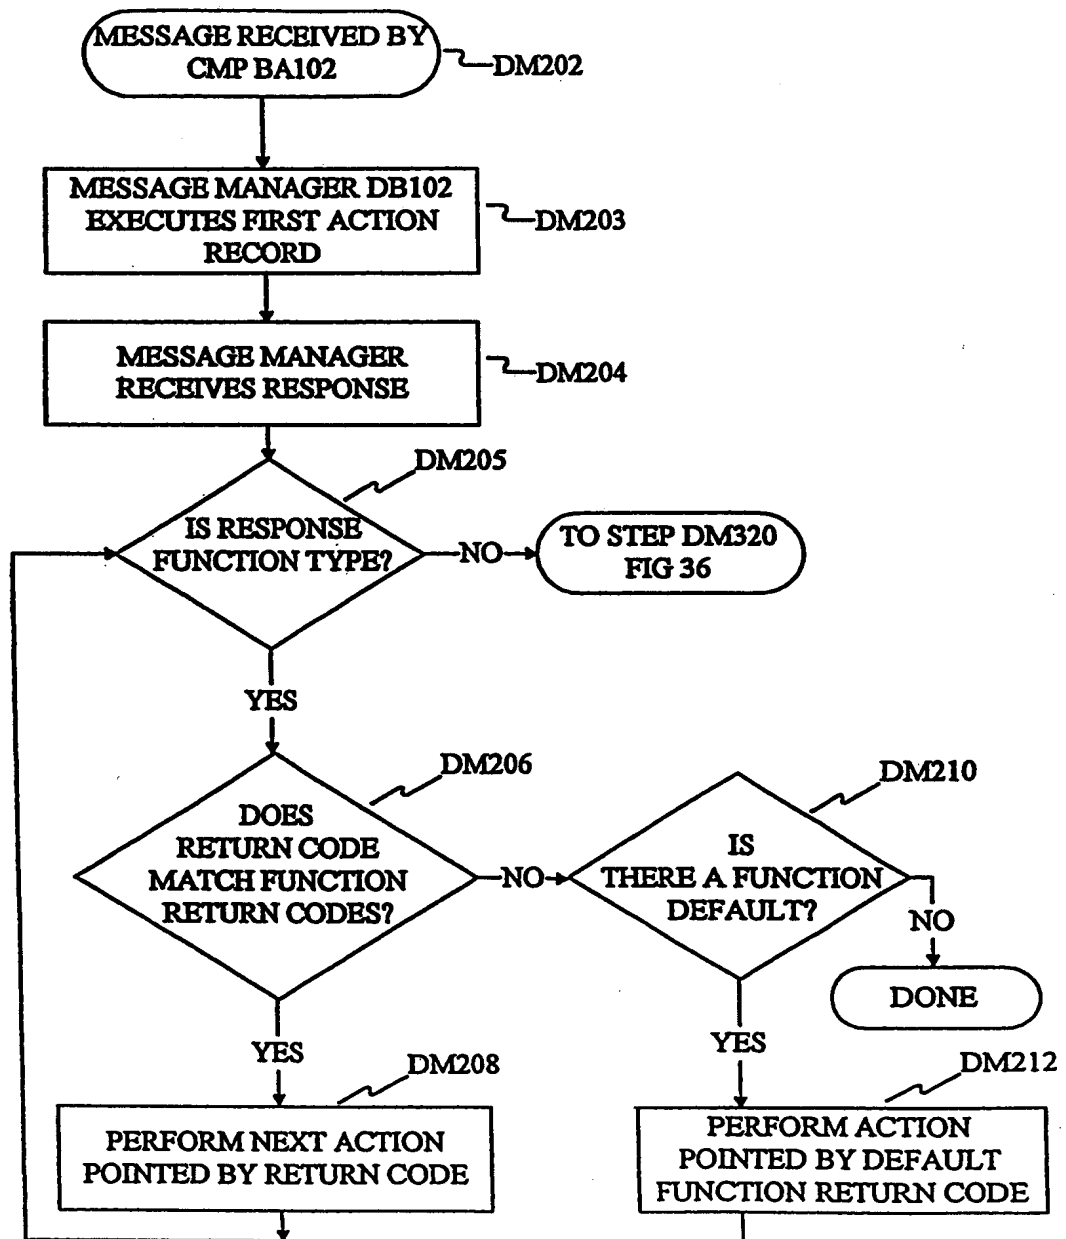 MESSAGE RECEIVED BY
CMP BA102
DM202
MESSAGE MANAGER DB102
EXECUTES FIRST ACTION
RECORD
DM203
MESSAGE MANAGER
RECEIVES RESPONSE
DM204
DM205
IS RESPONSE
FUNCTION TYPE?
NO
TO STEP DM320
FIG 36
YES
DM206
DOES
RETURN CODE
MATCH FUNCTION
RETURN CODES?
NO
DM210
IS
THERE A FUNCTION
DEFAULT?
NO
DONE
YES
DM208
PERFORM NEXT ACTION
POINTED BY RETURN CODE
YES
DM212
PERFORM ACTION
POINTED BY DEFAULT
FUNCTION RETURN CODE